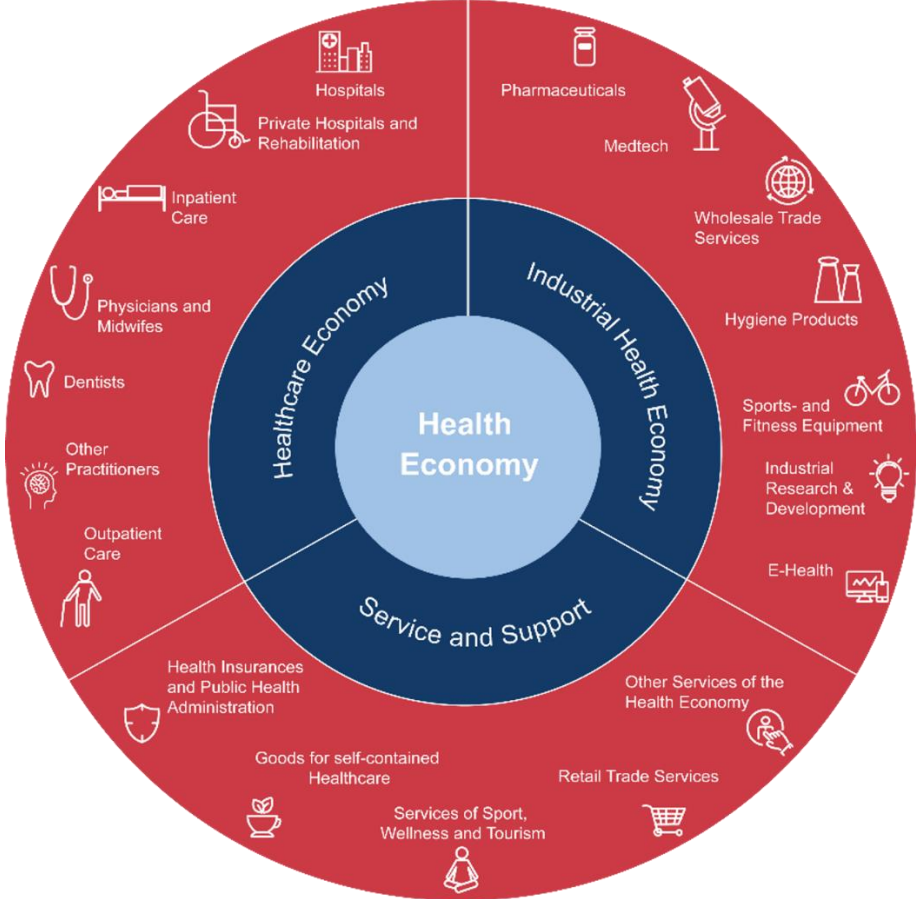 Health
Economy
Healthcare Economy
Industrial Health Economy
Service and Support
Hospitals
Private Hospitals and
Rehabilitation
Inpatient
Care
Physicians and
Midwifes
Dentists
Other
Practitioners
Outpatient
Care
Pharmaceuticals
Medtech
Wholesale Trade
Services
Hygiene Products
Sports- and
Fitness Equipment
Industrial
Research &
Development
E-Health
Health Insurances
and Public Health
Administration
Goods for self-contained
Healthcare
Services of Sport,
Wellness and Tourism
Retail Trade Services
Other Services of the
Health Economy